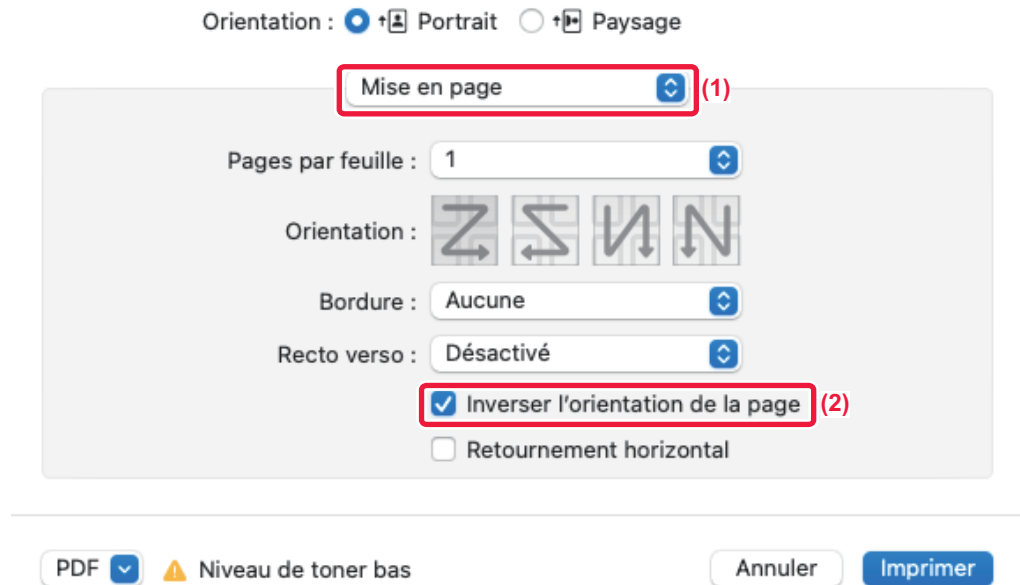 Orientation : Portrait Paysage
Mise en page (1)
Pages par feuille : 1
Orientation :
Bordure : Aucune
Recto verso : Désactivé
Inverser l'orientation de la page (2)
Retournement horizontal
PDF Niveau de toner bas Annuler Imprimer